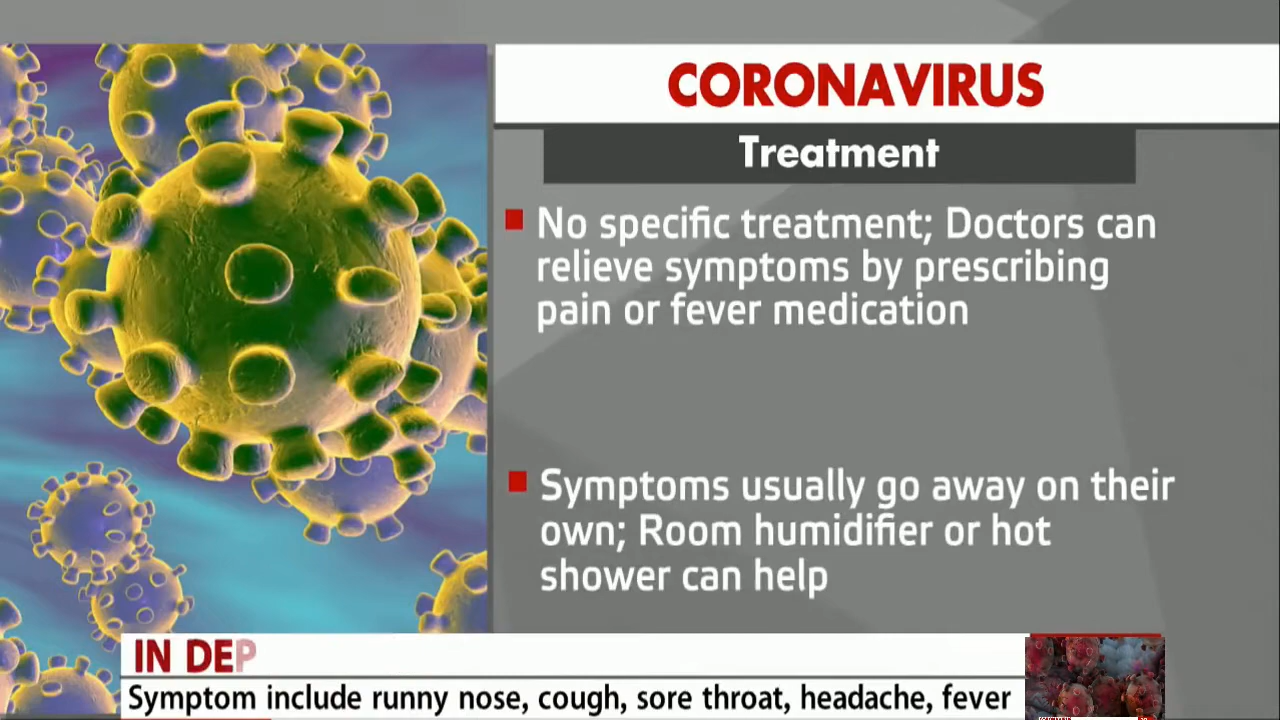 CORONAVIRUS
Treatment
No specific treatment; Doctors can
relieve symptoms by prescribing
pain or fever medication
Symptoms usually go away on their
own; Room humidifier or hot
shower can help
IN DEP
Symptom include runny nose, cough, sore throat, headache, fever